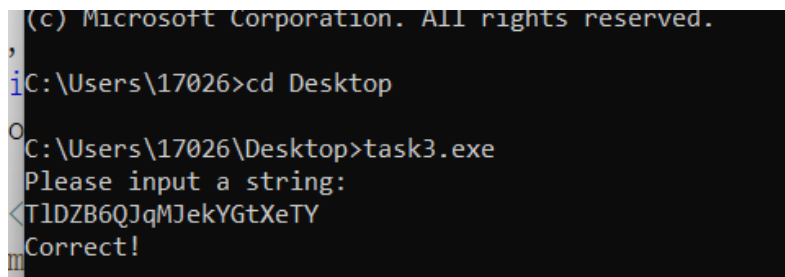 (c) Microsoft Corporation. All rights reserved.
,
i
C:\Users\17026>cd Desktop
o
C:\Users\17026\Desktop>task3.exe
Please input a string:
<
TlDZB6QJqMJekYGtXeTY
Correct!
m